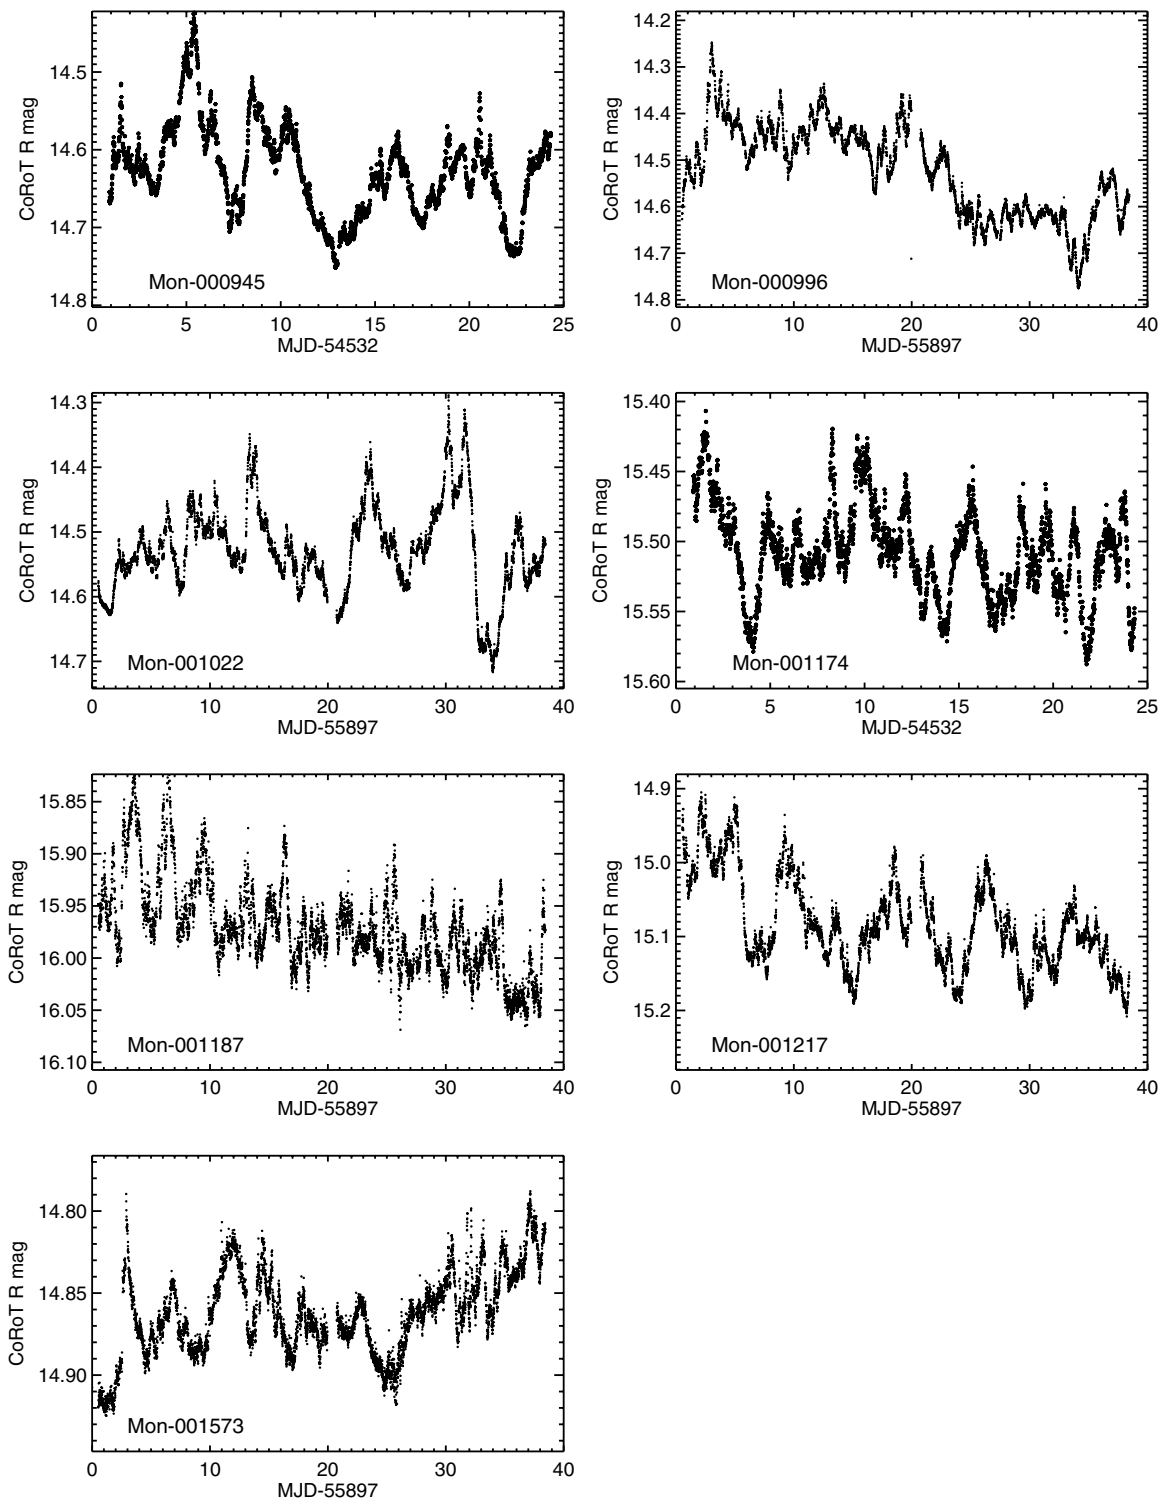 CoRoT R mag
14.5
14.6
14.7
14.8
Mon-000945
0 5 10 15 20 25
MJD-54532
CoRoT R mag
14.2
14.3
14.4
14.5
14.6
14.7
14.8
Mon-000996
0 10 20 30 40
MJD-55897
CoRoT R mag
14.3
14.4
14.5
14.6
14.7
Mon-001022
0 10 20 30 40
MJD-55897
CoRoT R mag
15.40
15.45
15.50
15.55
15.60
Mon-001174
0 5 10 15 20 25
MJD-54532
CoRoT R mag
15.85
15.90
15.95
16.00
16.05
16.10
Mon-001187
0 10 20 30 40
MJD-55897
CoRoT R mag
14.9
15.0
15.1
15.2
Mon-001217
0 10 20 30 40
MJD-55897
CoRoT R mag
14.80
14.85
14.90
Mon-001573
0 10 20 30 40
MJD-55897